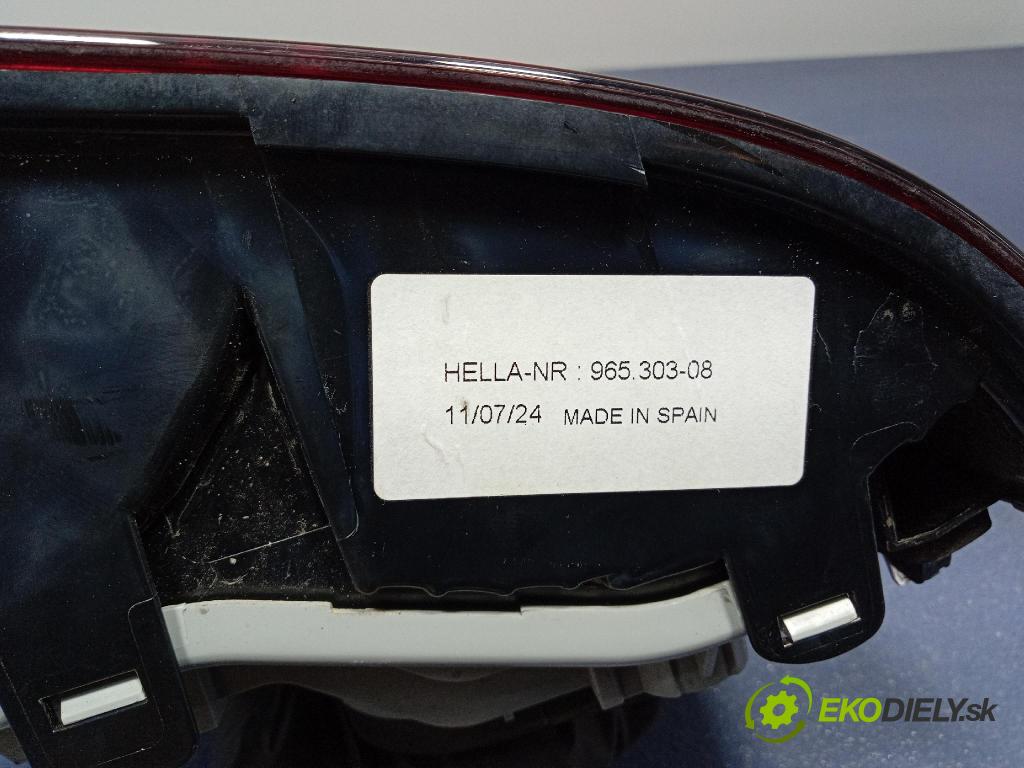 HELLA-NR : 965.303-08
11/07/24 MADE IN SPAIN
EKODIELY.sk